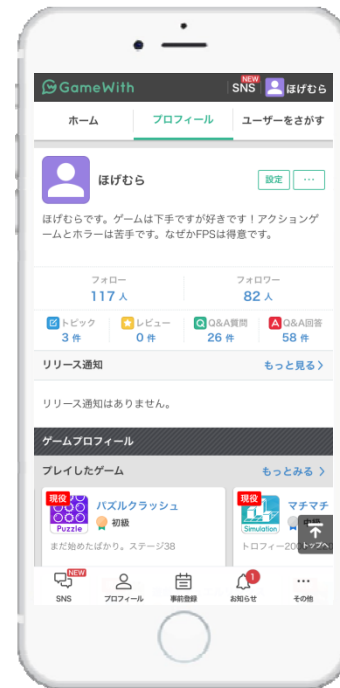 GameWith
NEW
SNS
ほげむら
ホーム
プロフィール
ユーザーをさがす
ほげむら
設定
…
ほげむらです。ゲームは下手ですが好きです！アクションゲ
ームとホラーは苦手です。なぜかFPSは得意です。
フォロー
117 人
フォロワー
82 人
トピック
3 件
レビュー
0 件
Q Q&A質問
26 件
A Q&A回答
58 件
リリース通知
もっと見る
リリース通知はありません。
ゲームプロフィール
プレイしたゲーム
もっとみる
現役
Puzzle
パズルクラッシュ
初級
まだ始めたばかり。ステージ38
現役
Simulation
マチマチ
トロフィー200
トップへ
NEW
SNS
プロフィール
事前登録
1
お知らせ
…
その他